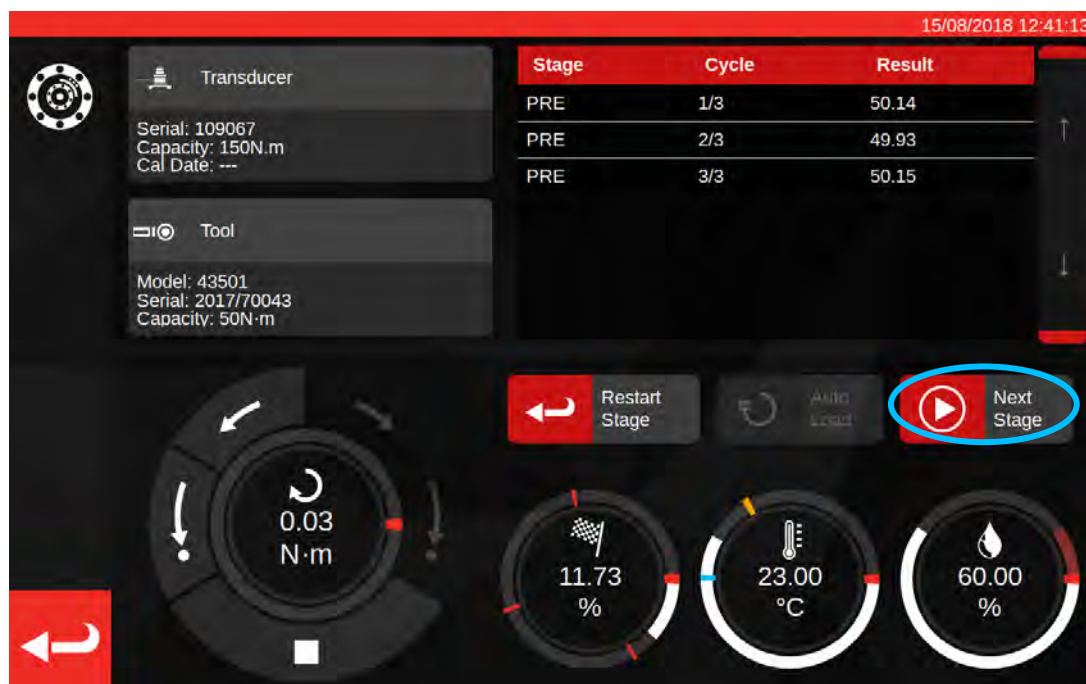 15/08/2018 12:41:13
Transducer
Serial: 109067
Capacity: 150N.m
Cal Date: ---
Tool
Model: 43501
Serial: 2017/70043
Capacity: 50N·m
Stage Cycle Result
PRE 1/3 50.14
PRE 2/3 49.93
PRE 3/3 50.15
Restart
Stage
Auto
Load
Next
Stage
0.03
N·m
11.73
%
23.00
°C
60.00
%